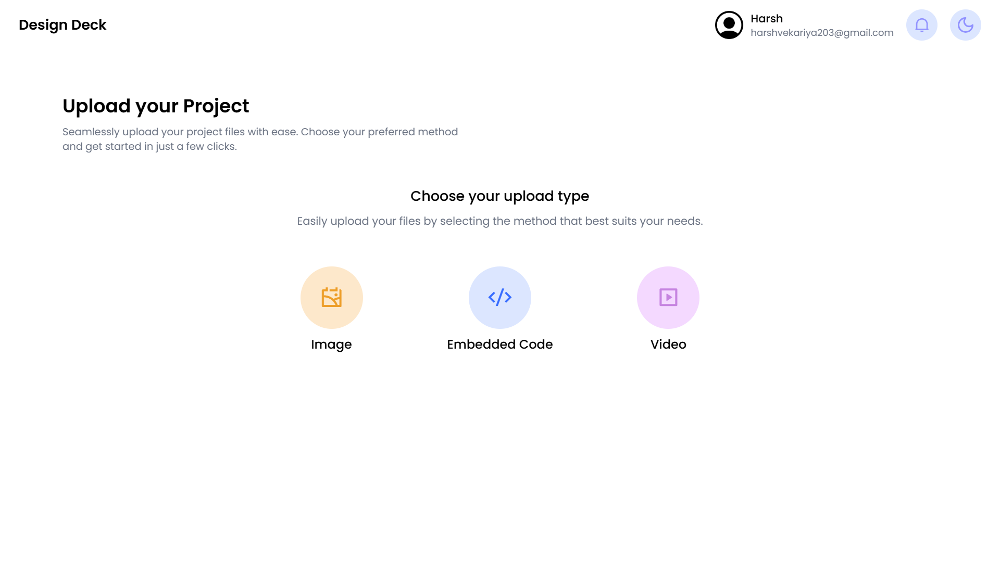 Design Deck
Harsh
harshvekariya203@gmail.com
Upload your Project
Seamlessly upload your project files with ease. Choose your preferred method
and get started in just a few clicks.
Choose your upload type
Easily upload your files by selecting the method that best suits your needs.
Image
Embedded Code
Video